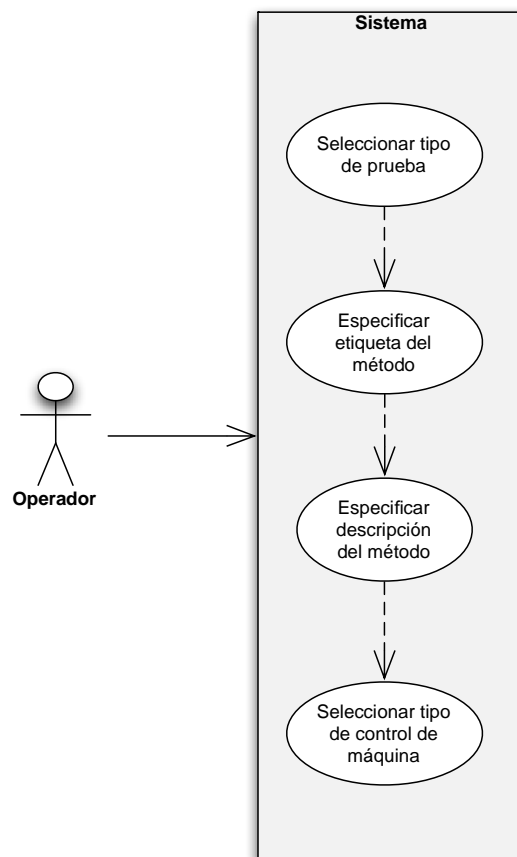 Sistema
Seleccionar tipo
de prueba
Especificar
etiqueta del
método
Operador
Especificar
descripción
del método
Seleccionar tipo
de control de
máquina